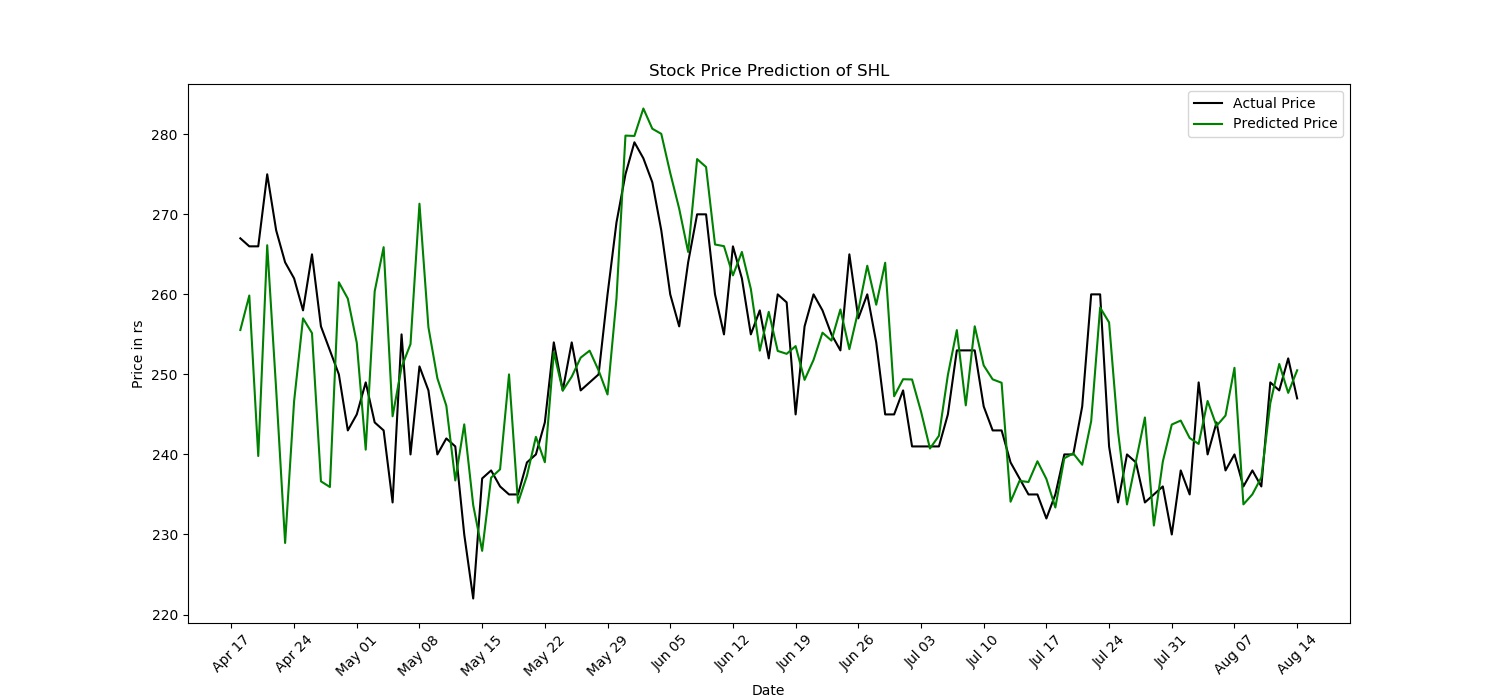 Stock Price Prediction of SHL
Actual Price
Predicted Price
Price in rs
280
270
260
250
240
230
220
Apr 17
Apr 24
May 01
May 08
May 15
May 22
May 29
Jun 05
Jun 12
Jun 19
Jun 26
Jul 03
Jul 10
Jul 17
Jul 24
Jul 31
Aug 07
Aug 14
Date